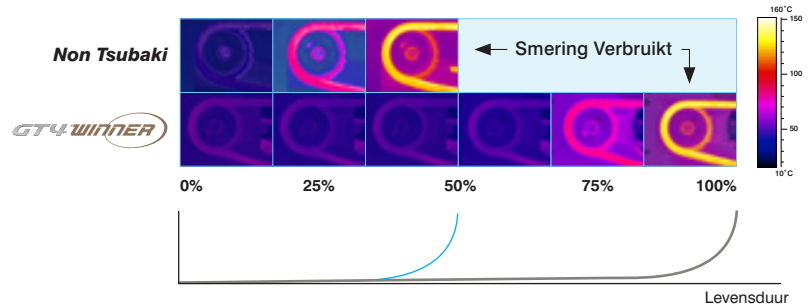 160˚C
150
Non Tsubaki
Smering Verbruikt
100
GT4 WINNER
50
10˚C
0%
25%
50%
75%
100%
Levensduur